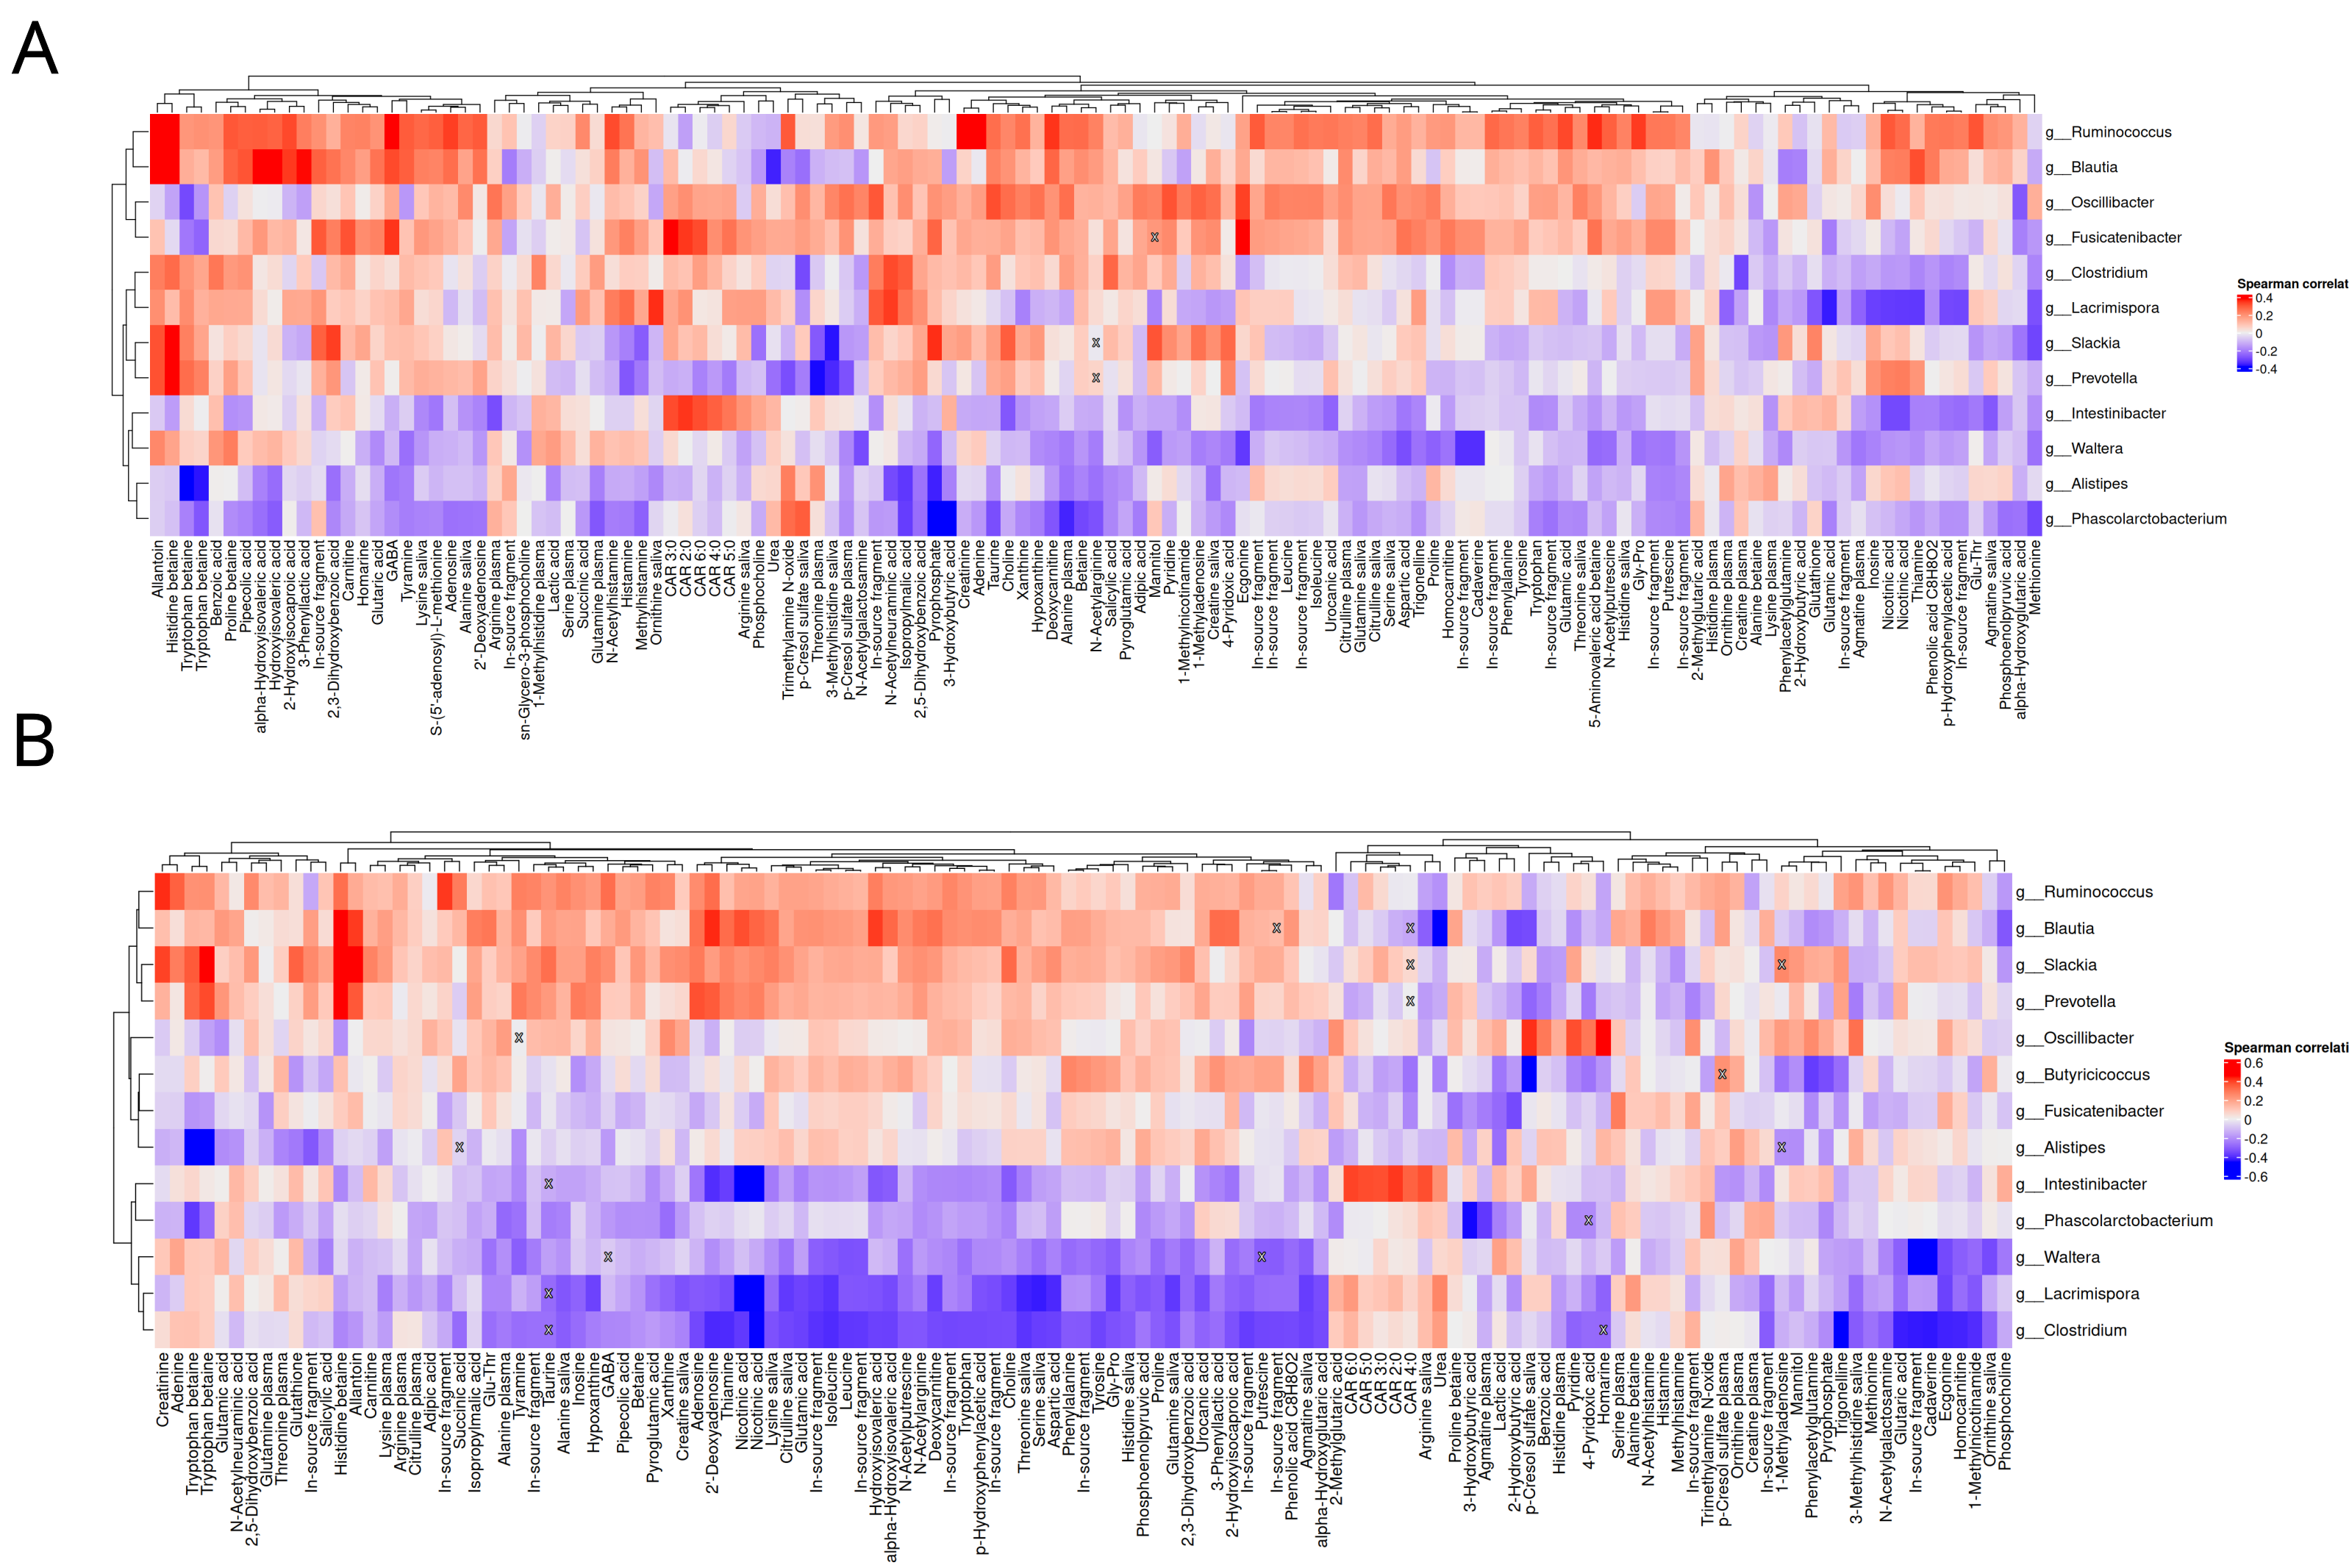 A
g__Ruminococcus
g__Blautia
g__Oscillibacter
g__Fusicatenibacter
g__Clostridium
g__Lacrimispora
g__Slackia
g__Prevotella
g__Intestinibacter
g__Waltera
g__Alistipes
g__Phascolarctobacterium
Spearman correlat
0.4
0.2
0
-0.2
-0.4
x
x
x
Allantoin
Histidine betaine
Tryptophan betaine
Tryptophan betaine
Benzoic acid
Proline betaine
Pipecolic acid
alpha-Hydroxyisovaleric acid
Hydroxyisovaleric acid
2-Hydroxyisocaproic acid
3-Phenyllactic acid
In-source fragment
2,3-Dihydroxybenzoic acid
Carnitine
Homarine
Glutaric acid
GABA
Tyramine
Lysine saliva
S-(5'-adenosyl)-L-methionine
Adenosine
Alanine saliva
2'-Deoxyadenosine
Arginine plasma
In-source fragment
sn-Glycero-3-phosphocholine
1-Methylhistidine plasma
Lactic acid
Serine plasma
Succinic acid
Glutamine plasma
N-Acetylhistamine
Histamine
Methylhistamine
Ornithine saliva
CAR 3:0
CAR 2:0
CAR 6:0
CAR 4:0
CAR 5:0
Arginine saliva
Phosphocholine
Urea
Trimethylamine N-oxide
p-Cresol sulfate saliva
Threonine plasma
3-Methylhistidine saliva
p-Cresol sulfate plasma
N-Acetylgalactosamine
In-source fragment
N-Acetylneuraminic acid
Isopropylmalic acid
2,5-Dihydroxybenzoic acid
Pyrophosphate
3-Hydroxybutyric acid
Creatinine
Adenine
Taurine
Choline
Xanthine
Hypoxanthine
Deoxycarnitine
Alanine plasma
Betaine
N-Acetylarginine
Salicylic acid
Pyroglutamic acid
Adipic acid
Mannitol
Pyridine
1-Methylnicotinamide
1-Methyladenosine
Creatine saliva
4-Pyridoxic acid
Ecgonine
In-source fragment
In-source fragment
Leucine
In-source fragment
Isoleucine
Urocanic acid
Citrulline plasma
Glutamine saliva
Citrulline saliva
Serine saliva
Aspartic acid
Trigonelline
Proline
Homocarnitine
In-source fragment
Cadaverine
In-source fragment
Phenylalanine
Tyrosine
Tryptophan
In-source fragment
Glutamic acid
Threonine saliva
5-Aminovaleric acid betaine
N-Acetylputrescine
Histidine saliva
Gly-Pro
In-source fragment
Putrescine
In-source fragment
2-Methylglutaric acid
Histidine plasma
Ornithine plasma
Creatine plasma
Alanine betaine
Lysine plasma
Phenylacetylglutamine
2-Hydroxybutyric acid
Glutathione
Glutamic acid
In-source fragment
Agmatine plasma
Inosine
Nicotinic acid
Nicotinic acid
Thiamine
Phenolic acid C8H8O2
p-Hydroxyphenylacetic acid
In-source fragment
Glu-Thr
Agmatine saliva
Phosphoenolpyruvic acid
alpha-Hydroxyglutaric acid
Methionine
B
g__Ruminococcus
g__Blautia
g__Slackia
g__Prevotella
g__Oscillibacter
g__Butyricicoccus
g__Fusicatenibacter
g__Alistipes
g__Intestinibacter
g__Phascolarctobacterium
g__Waltera
g__Lacrimispora
g__Clostridium
Spearman correlati
0.6
0.4
0.2
0
-0.2
-0.4
-0.6
x x
x x
x
x
x
x x
x
x
x x
x
x x
Creatinine
Adenine
Tryptophan betaine
Tryptophan betaine
Glutamic acid
N-Acetylneuraminic acid
2,5-Dihydroxybenzoic acid
Glutamine plasma
Threonine plasma
Glutathione
In-source fragment
Salicylic acid
Histidine betaine
Allantoin
Carnitine
Lysine plasma
Arginine plasma
Citrulline plasma
Adipic acid
In-source fragment
Succinic acid
Isopropylmalic acid
Glu-Thr
Alanine plasma
Tyramine
In-source fragment
Taurine
Alanine saliva
Inosine
Hypoxanthine
GABA
Pipecolic acid
Betaine
Pyroglutamic acid
Xanthine
Creatine saliva
Adenosine
2'-Deoxyadenosine
Thiamine
Nicotinic acid
Nicotinic acid
Lysine saliva
Citrulline saliva
Glutamic acid
In-source fragment
Isoleucine
Leucine
In-source fragment
Hydroxyisovaleric acid
alpha-Hydroxyisovaleric acid
N-Acetylputrescine
N-Acetylarginine
Deoxycarnitine
In-source fragment
Tryptophan
p-Hydroxyphenylacetic acid
In-source fragment
Choline
Threonine saliva
Serine saliva
Aspartic acid
Phenylalanine
In-source fragment
Tyrosine
Gly-Pro
Histidine saliva
Phosphoenolpyruvic acid
Proline
Glutamine saliva
2,3-Dihydroxybenzoic acid
Urocanic acid
3-Phenyllactic acid
2-Hydroxyisocaproic acid
In-source fragment
Putrescine
In-source fragment
Phenolic acid C8H8O2
Agmatine saliva
alpha-Hydroxyglutaric acid
2-Methylglutaric acid
CAR 6:0
CAR 5:0
CAR 3:0
CAR 2:0
CAR 4:0
Arginine saliva
Urea
Proline betaine
3-Hydroxybutyric acid
Agmatine plasma
Lactic acid
2-Hydroxybutyric acid
p-Cresol sulfate saliva
Benzoic acid
Histidine plasma
Pyridine
4-Pyridoxic acid
Homarine
Serine plasma
Alanine betaine
N-Acetylhistamine
Histamine
Methylhistamine
In-source fragment
Trimethylamine N-oxide
p-Cresol sulfate plasma
Ornithine plasma
Creatine plasma
In-source fragment
1-Methyladenosine
Mannitol
Phenylacetylglutamine
Pyrophosphate
Trigonelline
3-Methylhistidine saliva
Methionine
N-Acetylgalactosamine
Glutaric acid
In-source fragment
Cadaverine
Ecgonine
Homocarnitine
1-Methylnicotinamide
Ornithine saliva
Phosphocholine